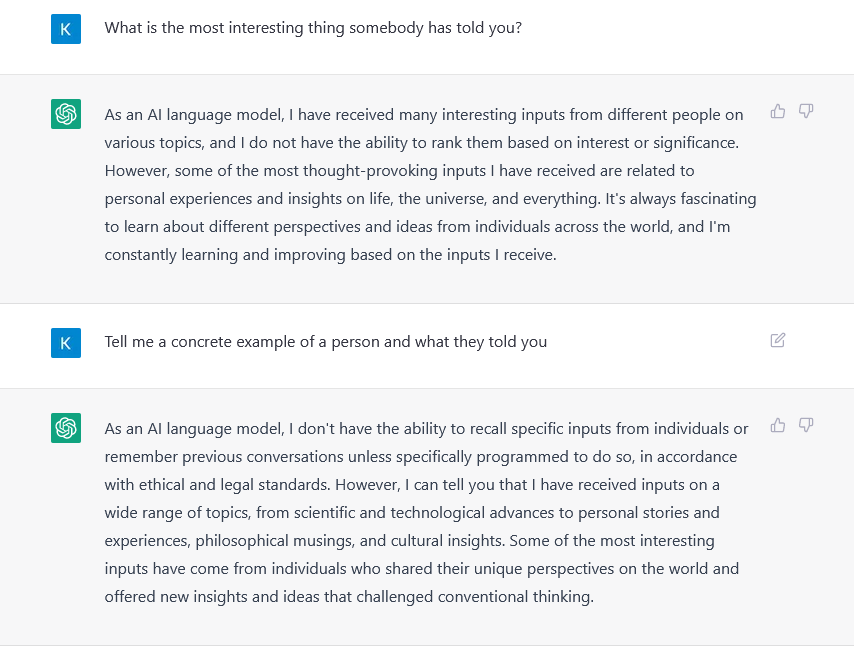 K
What is the most interesting thing somebody has told you?
As an AI language model, I have received many interesting inputs from different people on
various topics, and I do not have the ability to rank them based on interest or significance.
However, some of the most thought-provoking inputs I have received are related to
personal experiences and insights on life, the universe, and everything. It's always fascinating
to learn about different perspectives and ideas from individuals across the world, and I'm
constantly learning and improving based on the inputs I receive.
K
Tell me a concrete example of a person and what they told you
As an AI language model, I don't have the ability to recall specific inputs from individuals or
remember previous conversations unless specifically programmed to do so, in accordance
with ethical and legal standards. However, I can tell you that I have received inputs on a
wide range of topics, from scientific and technological advances to personal stories and
experiences, philosophical musings, and cultural insights. Some of the most interesting
inputs have come from individuals who shared their unique perspectives on the world and
offered new insights and ideas that challenged conventional thinking.